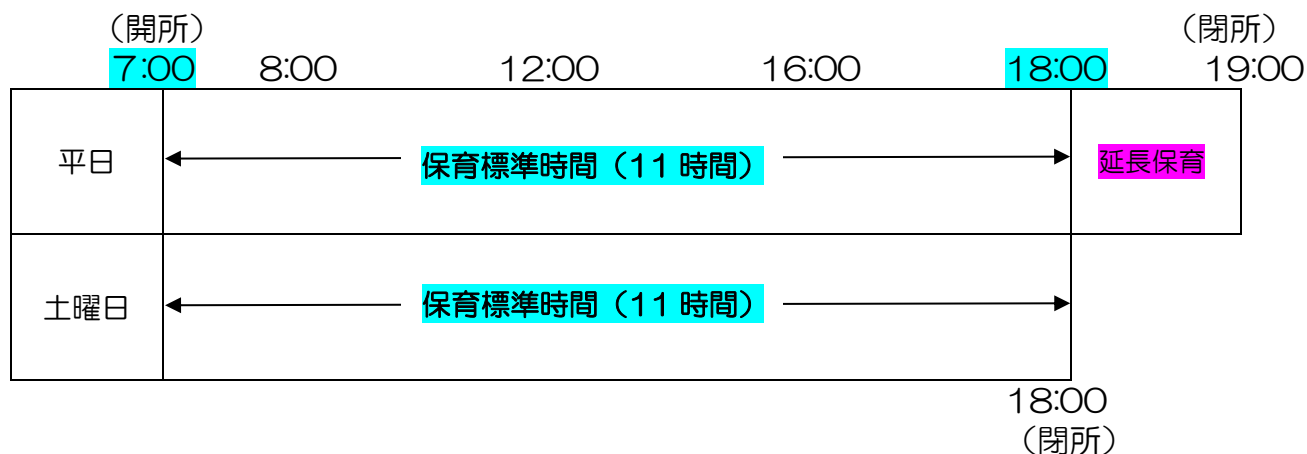 （開所）　（閉所）
7:00　8:00　12:00　16:00　18:00　19:00
平日　保育標準時間（11 時間）　延長保育
土曜日　保育標準時間（11 時間）
18:00
（閉所）